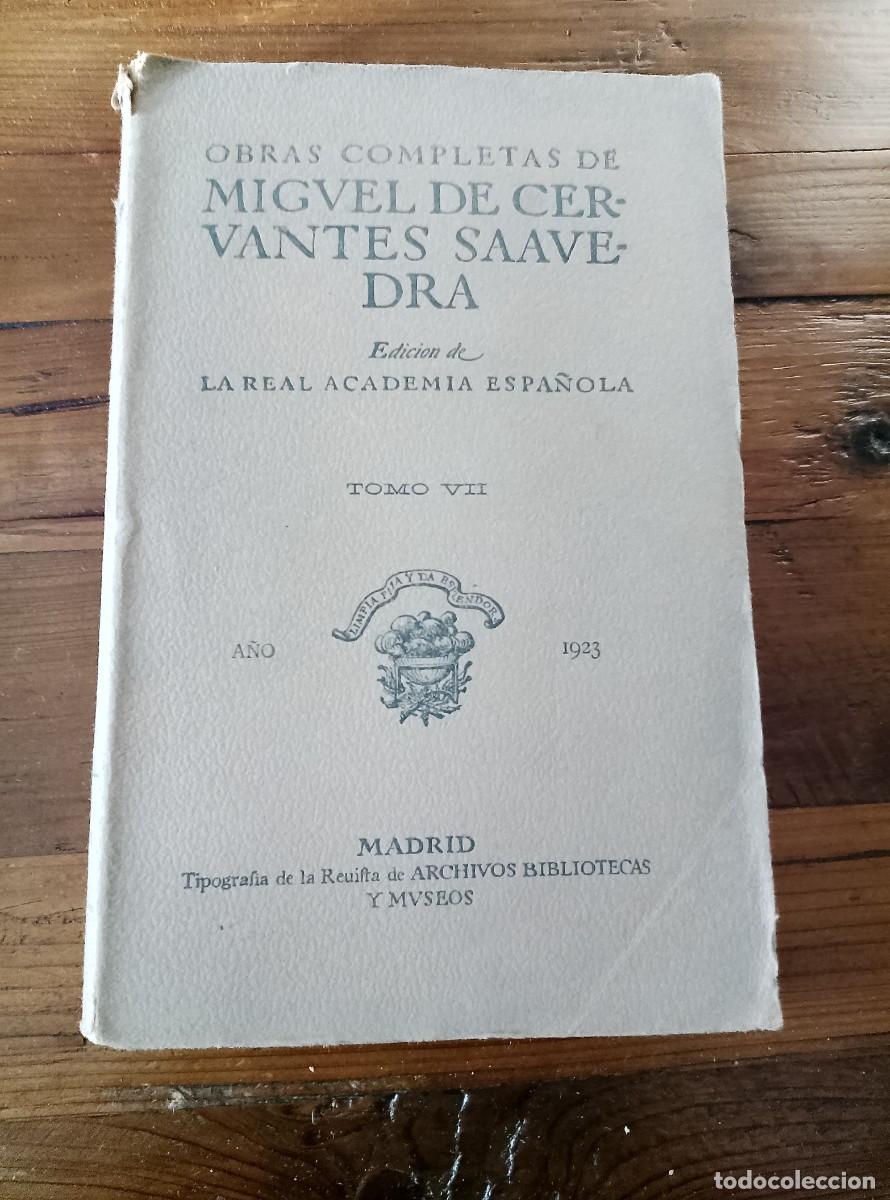 OBRAS COMPLETAS DE
MIGVEL DE CER-
VANTES SAAVE-
DRA
Edicion de
LA REAL ACADEMIA ESPAÑOLA
TOMO VII
LIMPIA FIJA Y DA ESPLENDOR
AÑO 1923
MADRID
Tipografia de la Reuiſta de ARCHIVOS BIBLIOTECAS
Y MVSEOS
todocoleccion